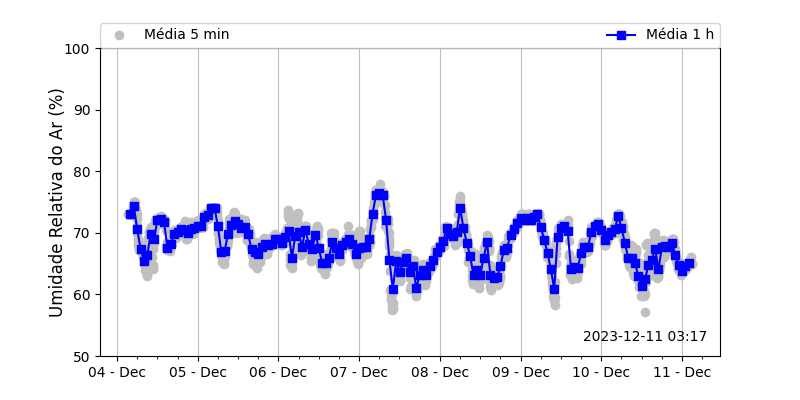 Média 5 min
Média 1 h
Umidade Relativa do Ar (%)
100
90
80
70
60
50
2023-12-11 03:17
04 - Dec
05 - Dec
06 - Dec
07 - Dec
08 - Dec
09 - Dec
10 - Dec
11 - Dec